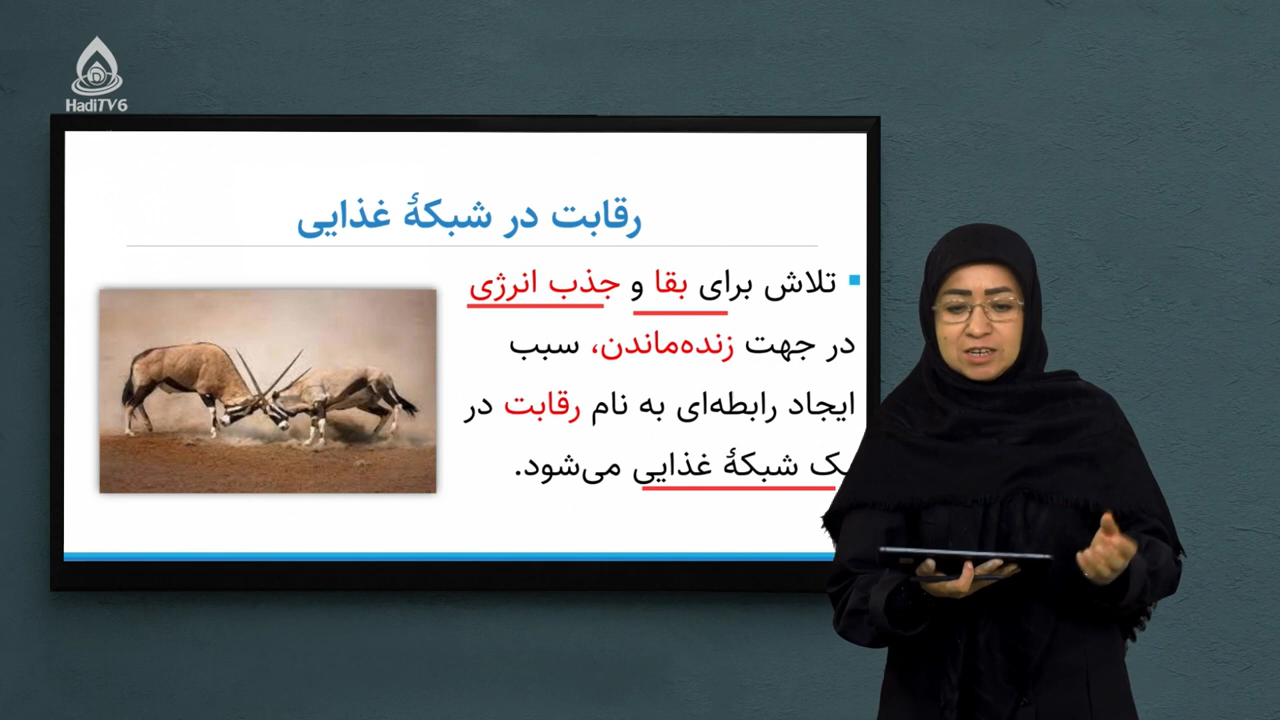 HadiTV6
رقابت در شبکهٔ غذایی
تلاش برای بقا و جذب انرژی
در جهت زنده‌ماندن، سبب
ایجاد رابطه‌ای به نام رقابت در
یک شبکهٔ غذایی می‌شود.